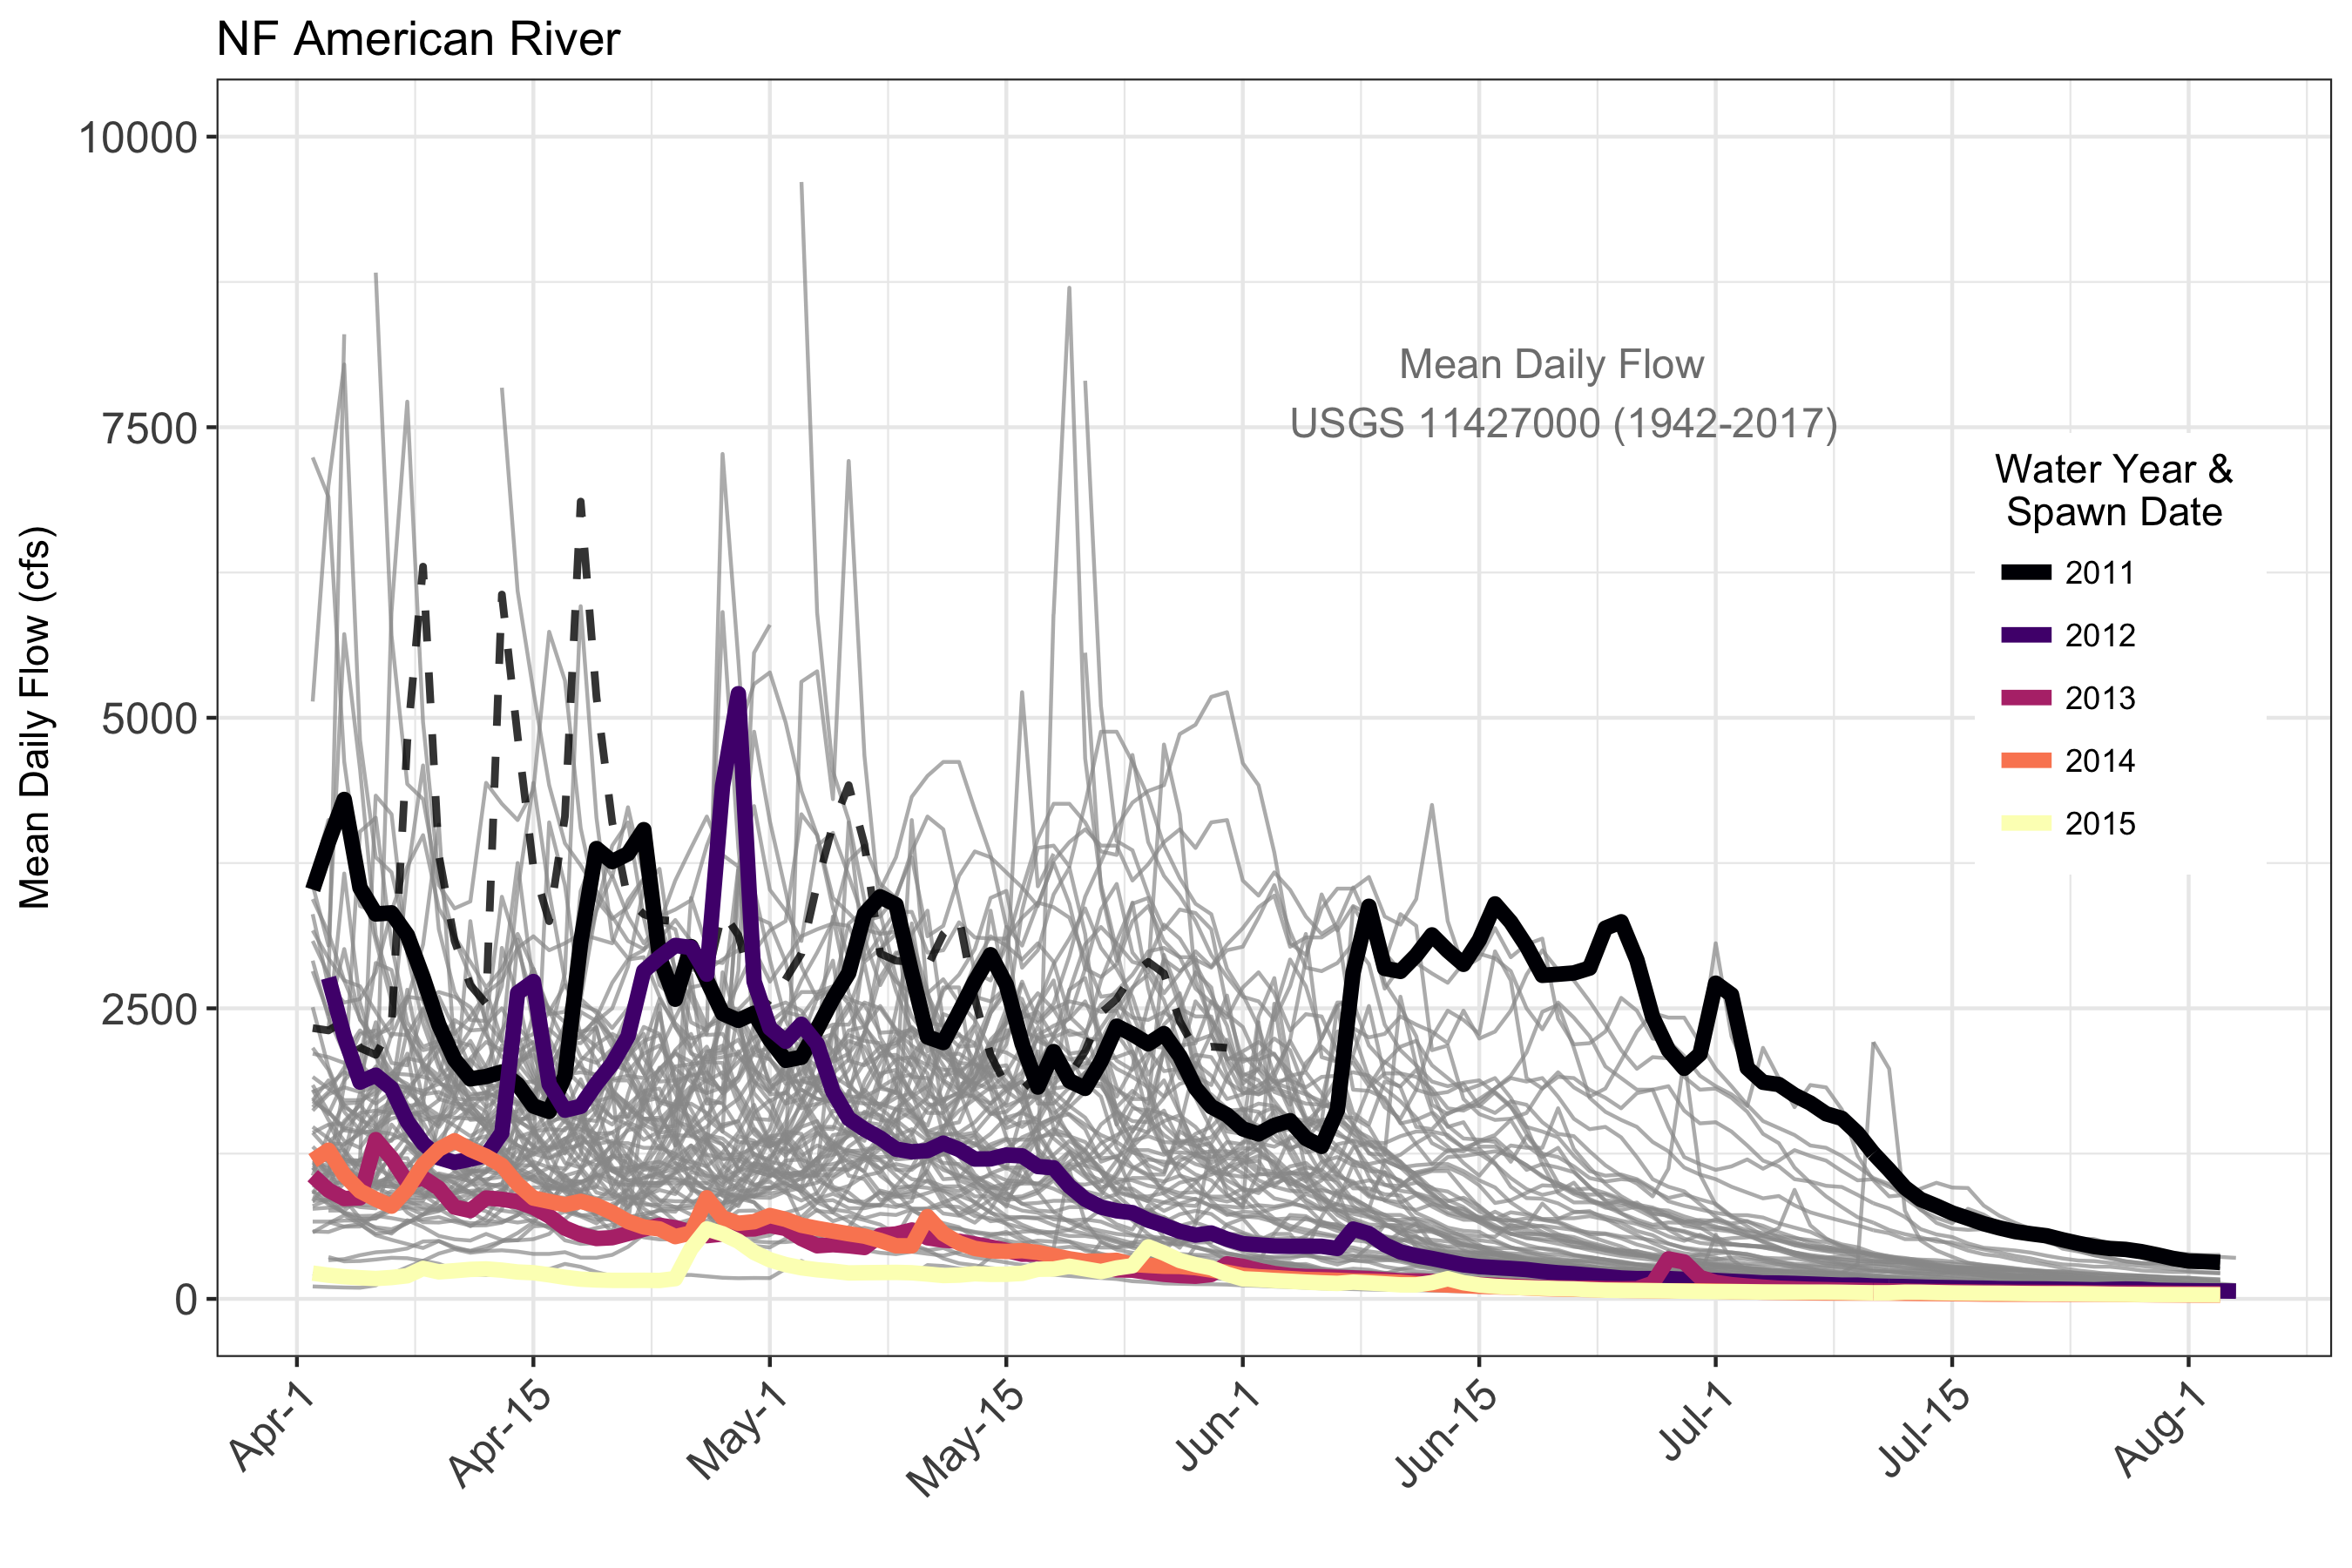 NF American River
Mean Daily Flow (cfs)
10000
7500
5000
2500
0
Mean Daily Flow
USGS 11427000 (1942-2017)
Water Year &
Spawn Date
2011
2012
2013
2014
2015
Apr-1
Apr-15
May-1
May-15
Jun-1
Jun-15
Jul-1
Jul-15
Aug-1